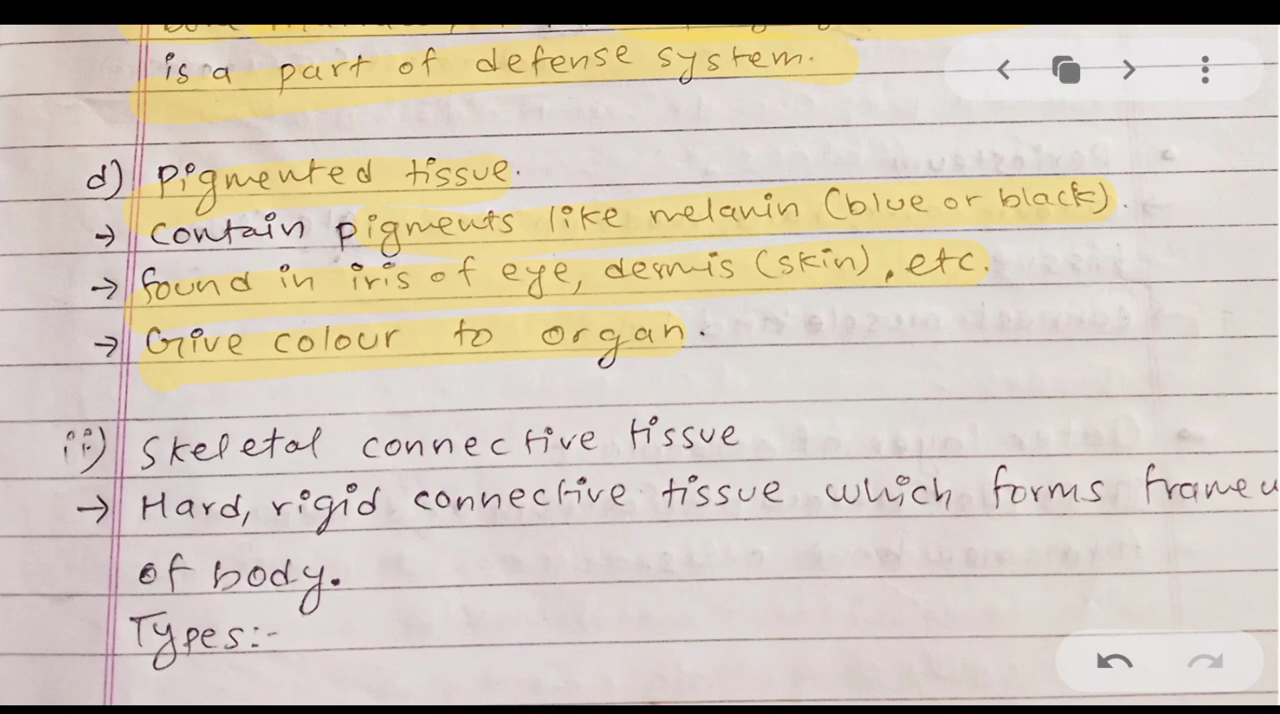 is a part of defense system.
d) Pigmented tissue.
→ contain pigments like melanin (blue or black).
→ found in iris of eye, dermis (skin), etc.
→ Give colour to organ.
ii) Skeletal connective tissue
→ Hard, rigid connective tissue which forms
of body.
Types:-